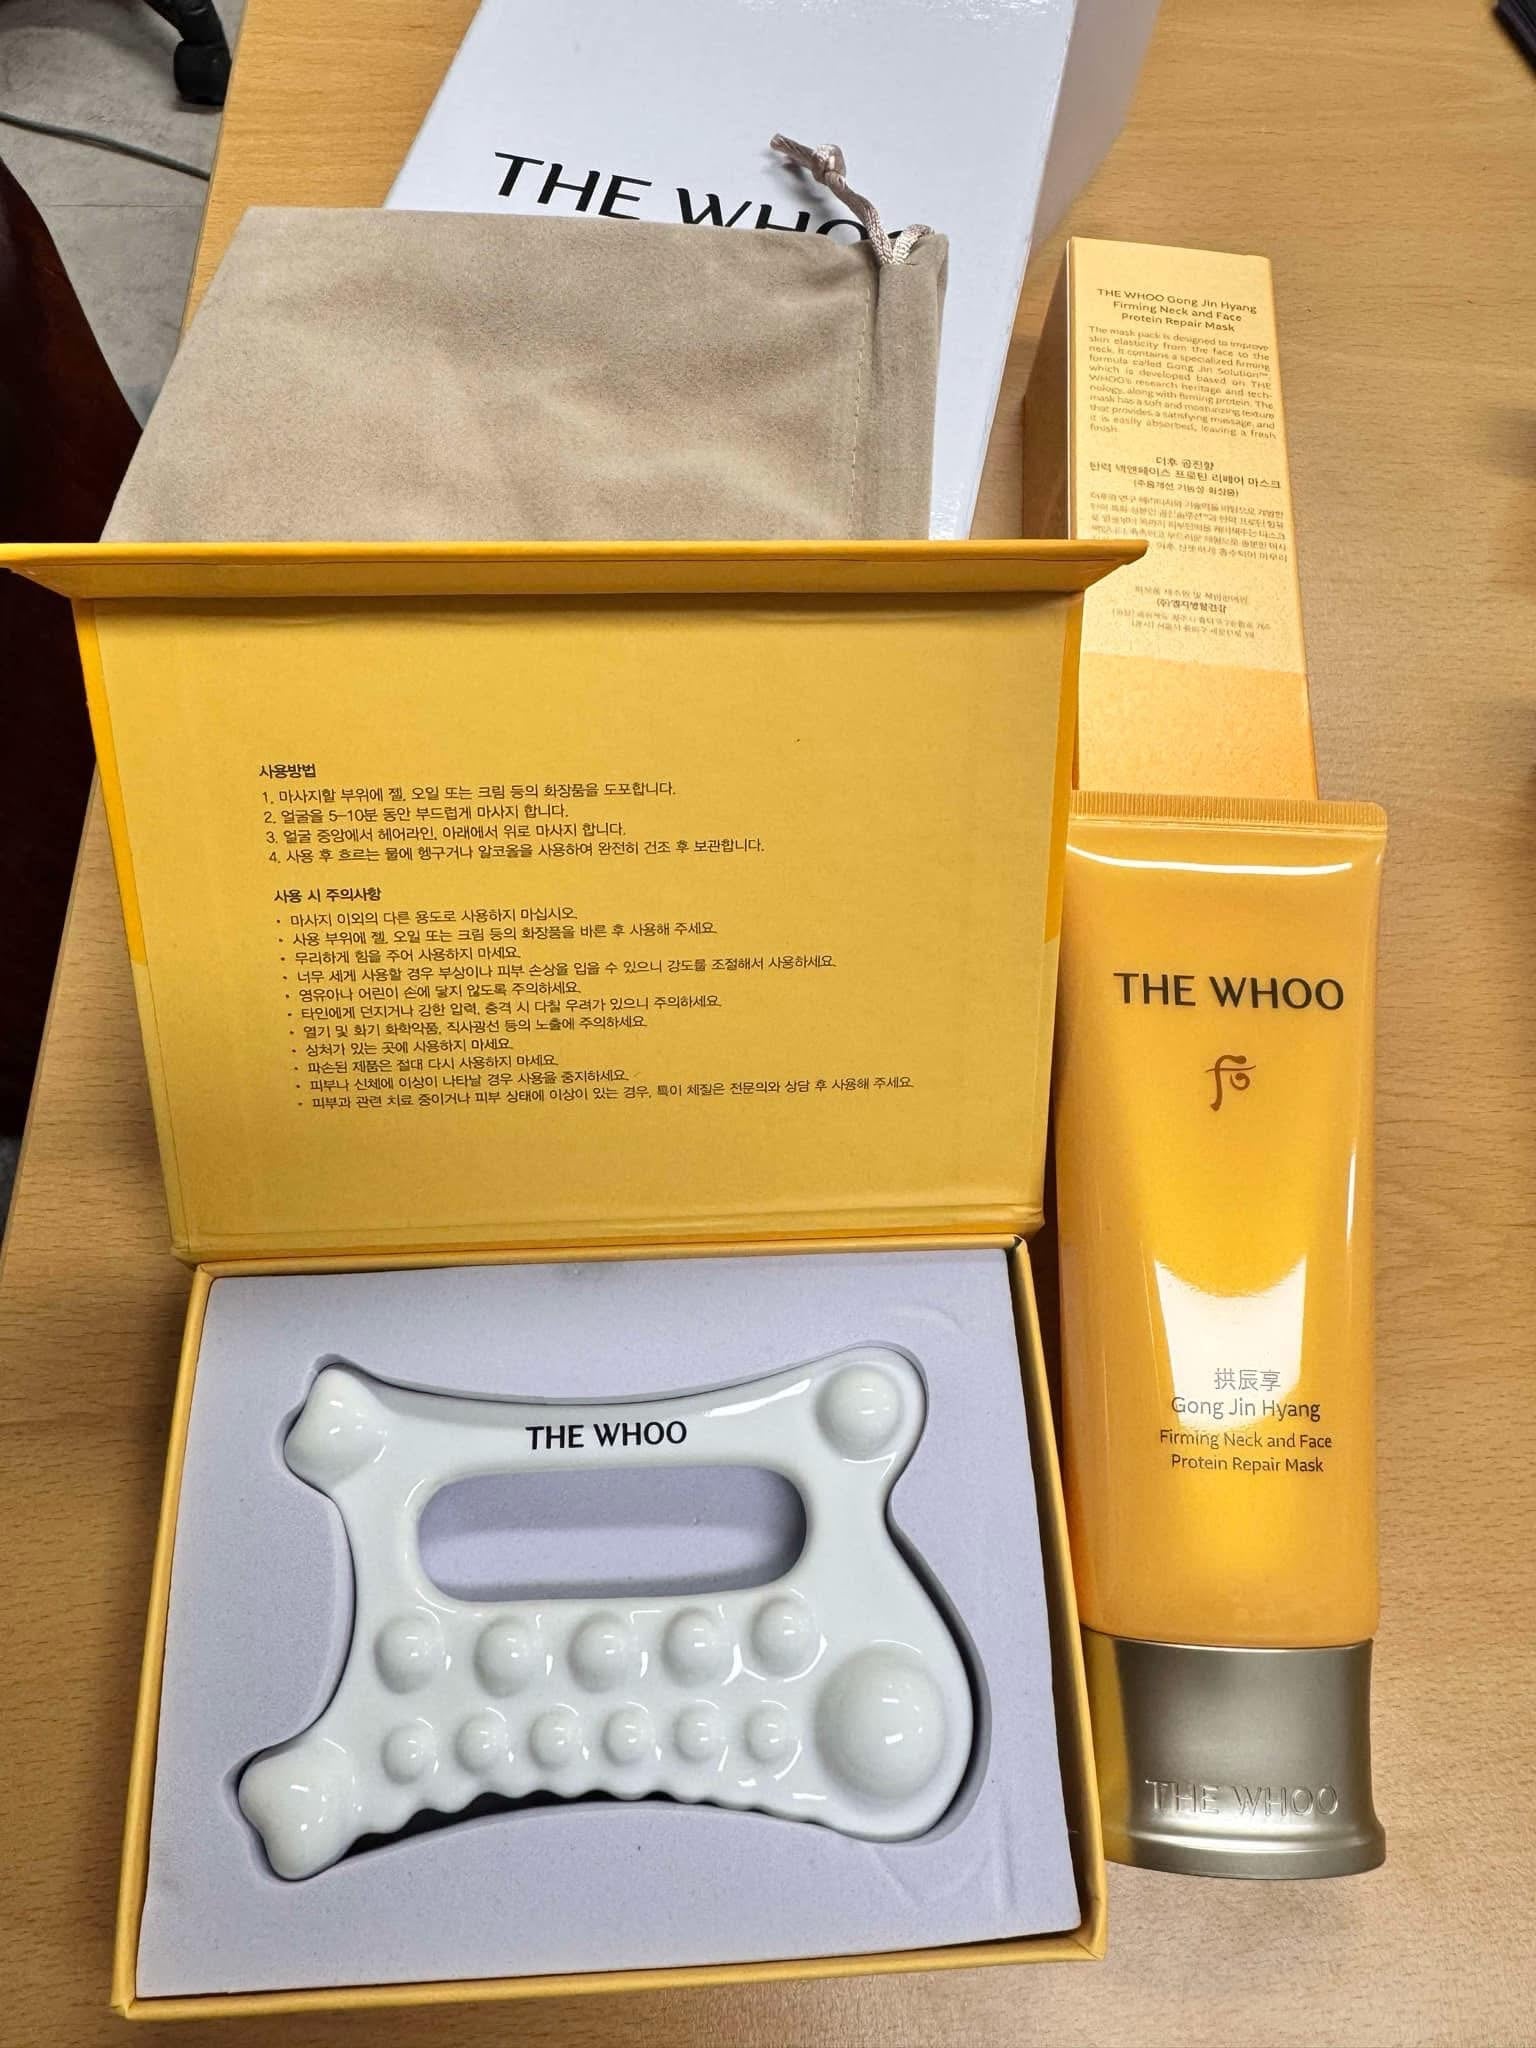 THE WHOO
THE WHOO Gong Jin Hyang
Firming Neck and Face
Protein Repair Mask
The mask pack is designed to improve
skin elasticity from the face to the
neck. It contains a specialized firming
formula called Gong Jin Solution™,
which is developed based on THE
WHOO's research heritage and tech-
nology, along with firming protein. The
mask has a soft and moisturizing texture
that provides a satisfying massage, and
it is easily absorbed, leaving a fresh
finish.
더후 공진향
탄력 넥앤페이스 프로틴 리페어 마스크
(주름개선 기능성 화장품)
(주)엘지생활건강
사용방법
1. 마사지할 부위에 젤, 오일 또는 크림 등의 화장품을 도포합니다.
2. 얼굴을 5-10분 동안 부드럽게 마사지 합니다.
3. 얼굴 중앙에서 헤어라인, 아래에서 위로 마사지 합니다.
4. 사용 후 흐르는 물에 헹구거나 알코올을 사용하여 완전히 건조 후 보관합니다.
사용 시 주의사항
• 마사지 이외의 다른 용도로 사용하지 마십시오.
• 사용 부위에 젤, 오일 또는 크림 등의 화장품을 바른 후 사용해 주세요.
• 무리하게 힘을 주어 사용하지 마세요.
• 너무 세게 사용할 경우 부상이나 피부 손상을 입을 수 있으니 강도를 조절해서 사용하세요.
• 영유아나 어린이 손에 닿지 않도록 주의하세요.
• 타인에게 던지거나 강한 압력, 충격 시 다칠 우려가 있으니 주의하세요.
• 열기 및 화기 화학약품, 직사광선 등의 노출에 주의하세요.
• 상처가 있는 곳에 사용하지 마세요.
• 파손된 제품은 절대 다시 사용하지 마세요.
• 피부나 신체에 이상이 나타날 경우 사용을 중지하세요.
• 피부과 관련 치료 중이거나 피부 상태에 이상이 있는 경우, 특이 체질은 전문의와 상담 후 사용해 주세요.
THE WHOO
THE WHOO
拱辰享
Gong Jin Hyang
Firming Neck and Face
Protein Repair Mask
THE WHOO